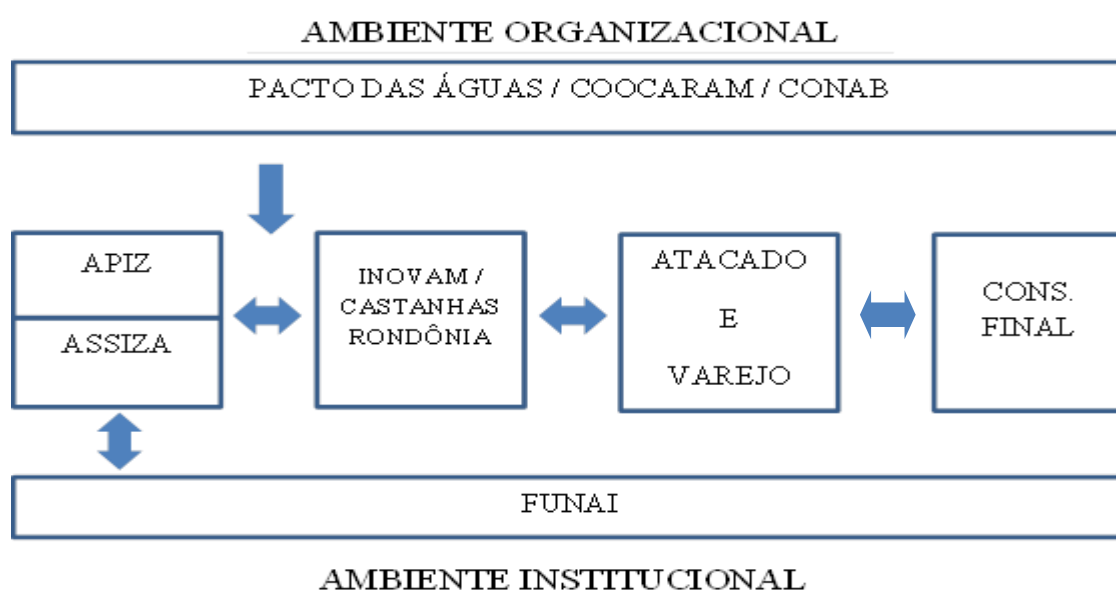 AMBIENTE ORGANIZACIONAL
PACTO DAS ÁGUAS / COOCARAM / CONAB
APIZ
ASSIZA
INOVAM /
CASTANHAS
RONDÔNIA
ATACADO
E
VAREJO
CONS.
FINAL
FUNAI
AMBIENTE INSTITUCIONAL